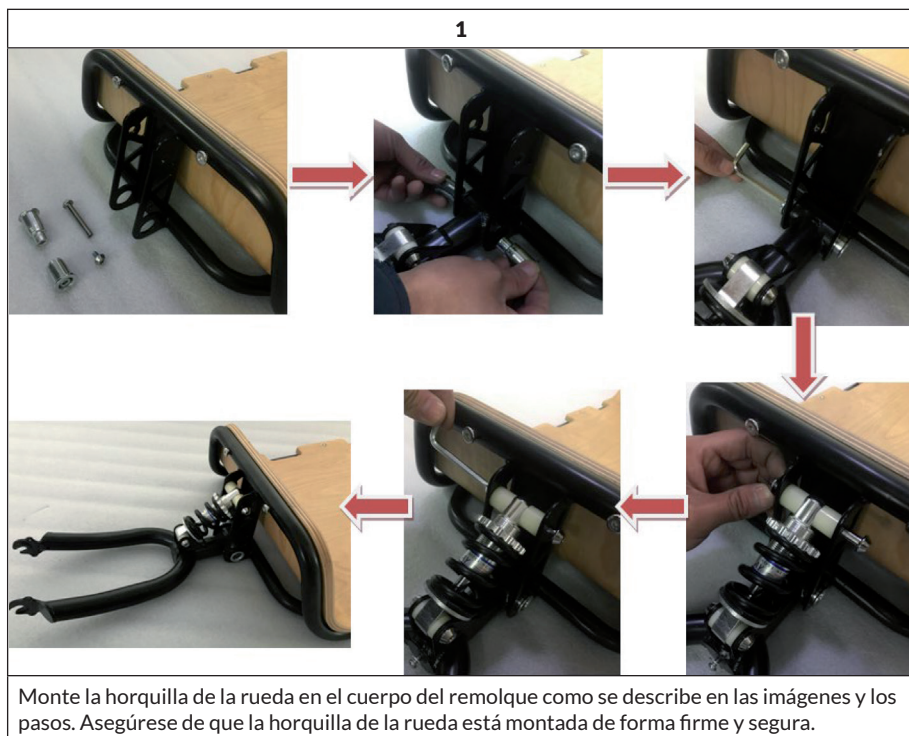 1
Monte la horquilla de la rueda en el cuerpo del remolque como se describe en las imágenes y los
pasos. Asegúrese de que la horquilla de la rueda está montada de forma firme y segura.